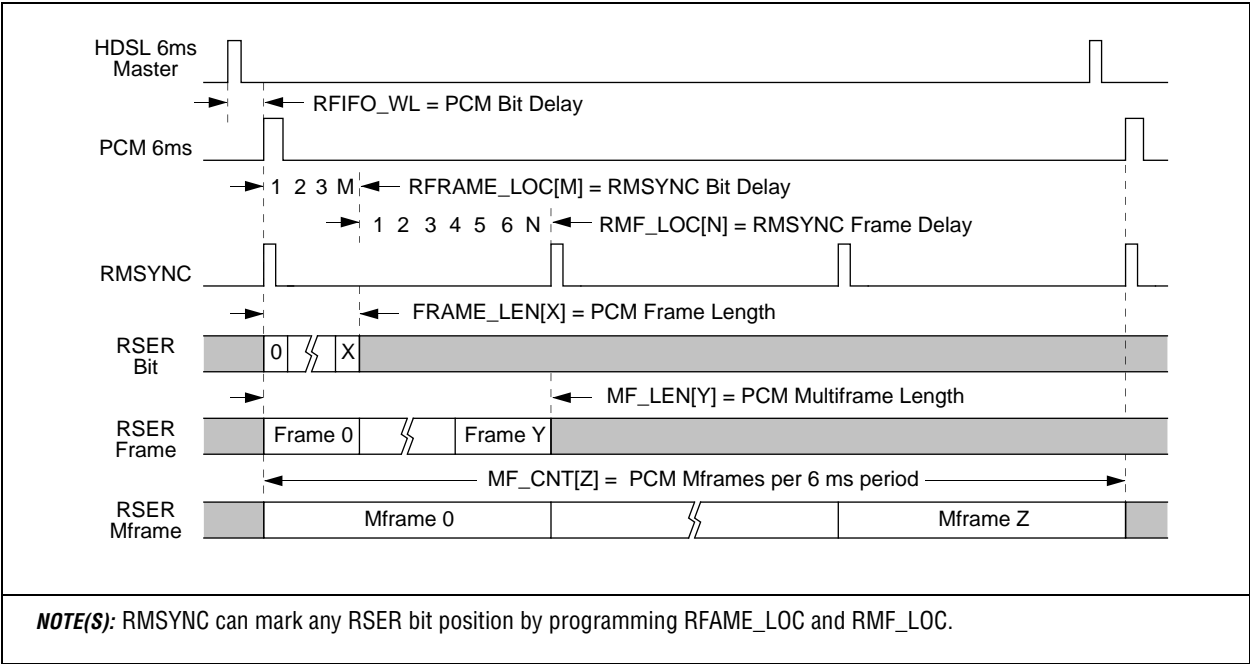 HDSL 6ms
Master
RFIFO_WL = PCM Bit Delay
PCM 6ms
1 2 3 M RFRAME_LOC[M] = RMSYNC Bit Delay
1 2 3 4 5 6 N RMF_LOC[N] = RMSYNC Frame Delay
RMSYNC
FRAME_LEN[X] = PCM Frame Length
RSER
Bit
0 X
MF_LEN[Y] = PCM Multiframe Length
RSER
Frame
Frame 0 Frame Y
MF_CNT[Z] = PCM Mframes per 6 ms period
RSER
Mframe
Mframe 0 Mframe Z
NOTE(S): RMSYNC can mark any RSER bit position by programming RFAME_LOC and RMF_LOC.